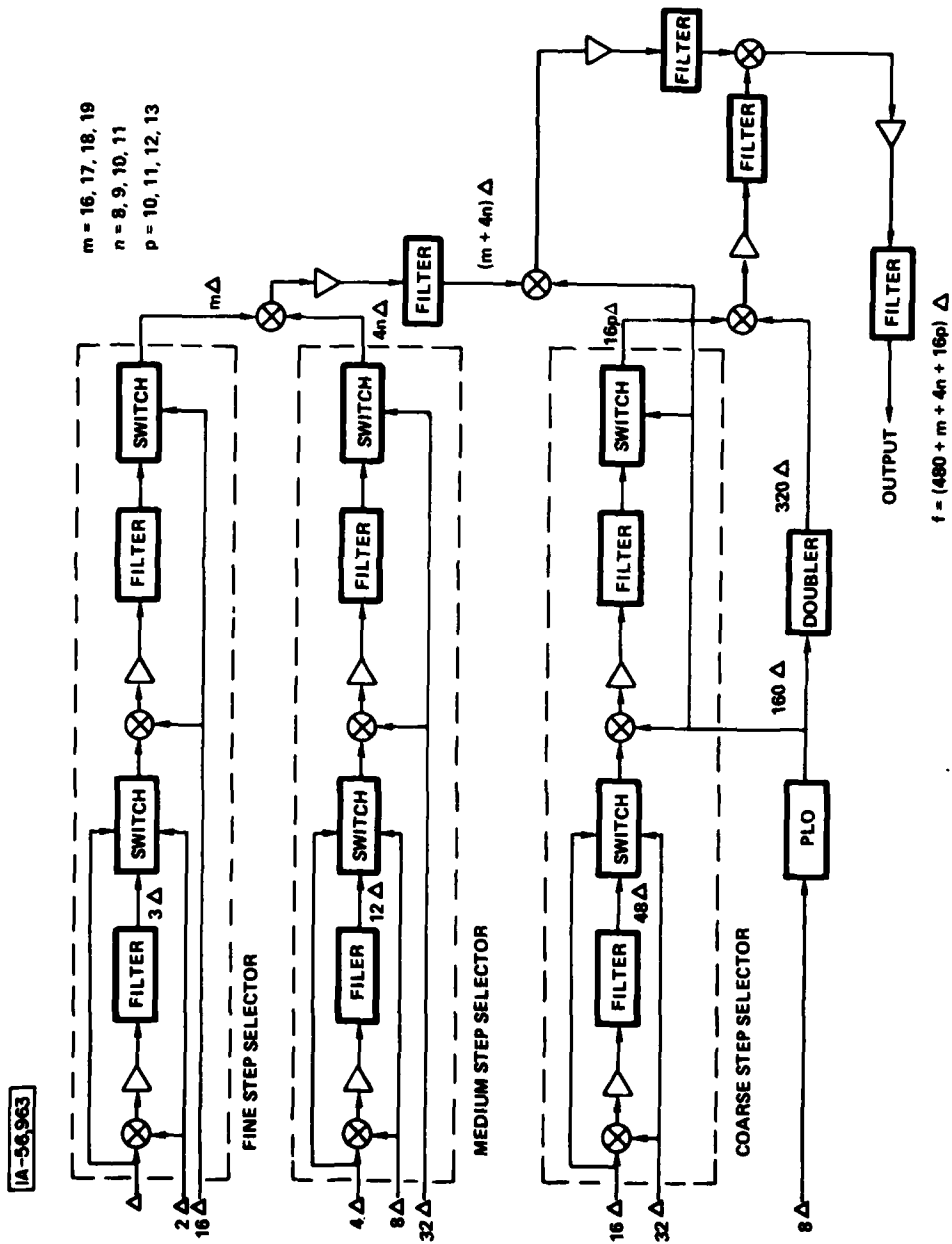 IA-56,963
m = 16, 17, 18, 19
n = 8, 9, 10, 11
p = 10, 11, 12, 13
Δ
2 Δ
16 Δ
FILTER
3 Δ
SWITCH
FILTER
SWITCH
mΔ
FINE STEP SELECTOR
4 Δ
8 Δ
32 Δ
FILER
12 Δ
SWITCH
FILTER
SWITCH
4n Δ
MEDIUM STEP SELECTOR
FILTER
(m + 4n) Δ
16 Δ
32 Δ
FILTER
48 Δ
SWITCH
FILTER
SWITCH
16pΔ
COARSE STEP SELECTOR
FILTER
FILTER
8 Δ
PLO
160 Δ
DOUBLER
320 Δ
FILTER
OUTPUT
f = (480 + m + 4n + 16p) Δ